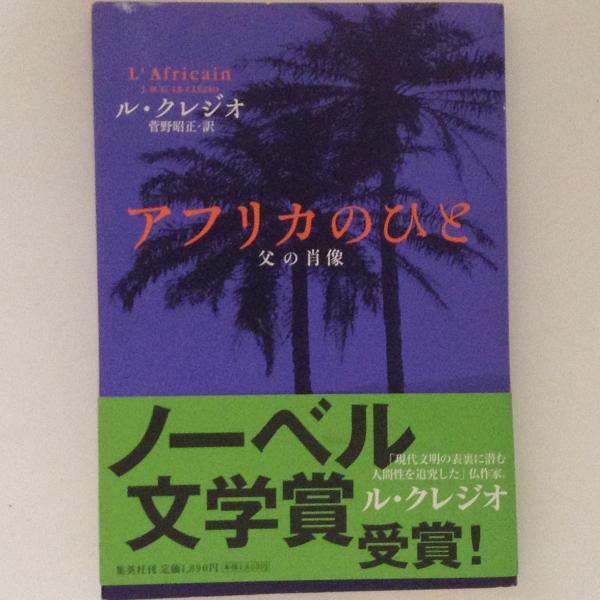 L'Africain
J. M. G. LE CLÉZIO
ル・クレジオ
菅野昭正・訳
アフリカのひと
父の肖像
ノーベル
文学賞
「現代文明の表裏に潜む
人間性を追究した」仏作家。
ル・クレジオ
受賞!
集英社刊 定価1,890円